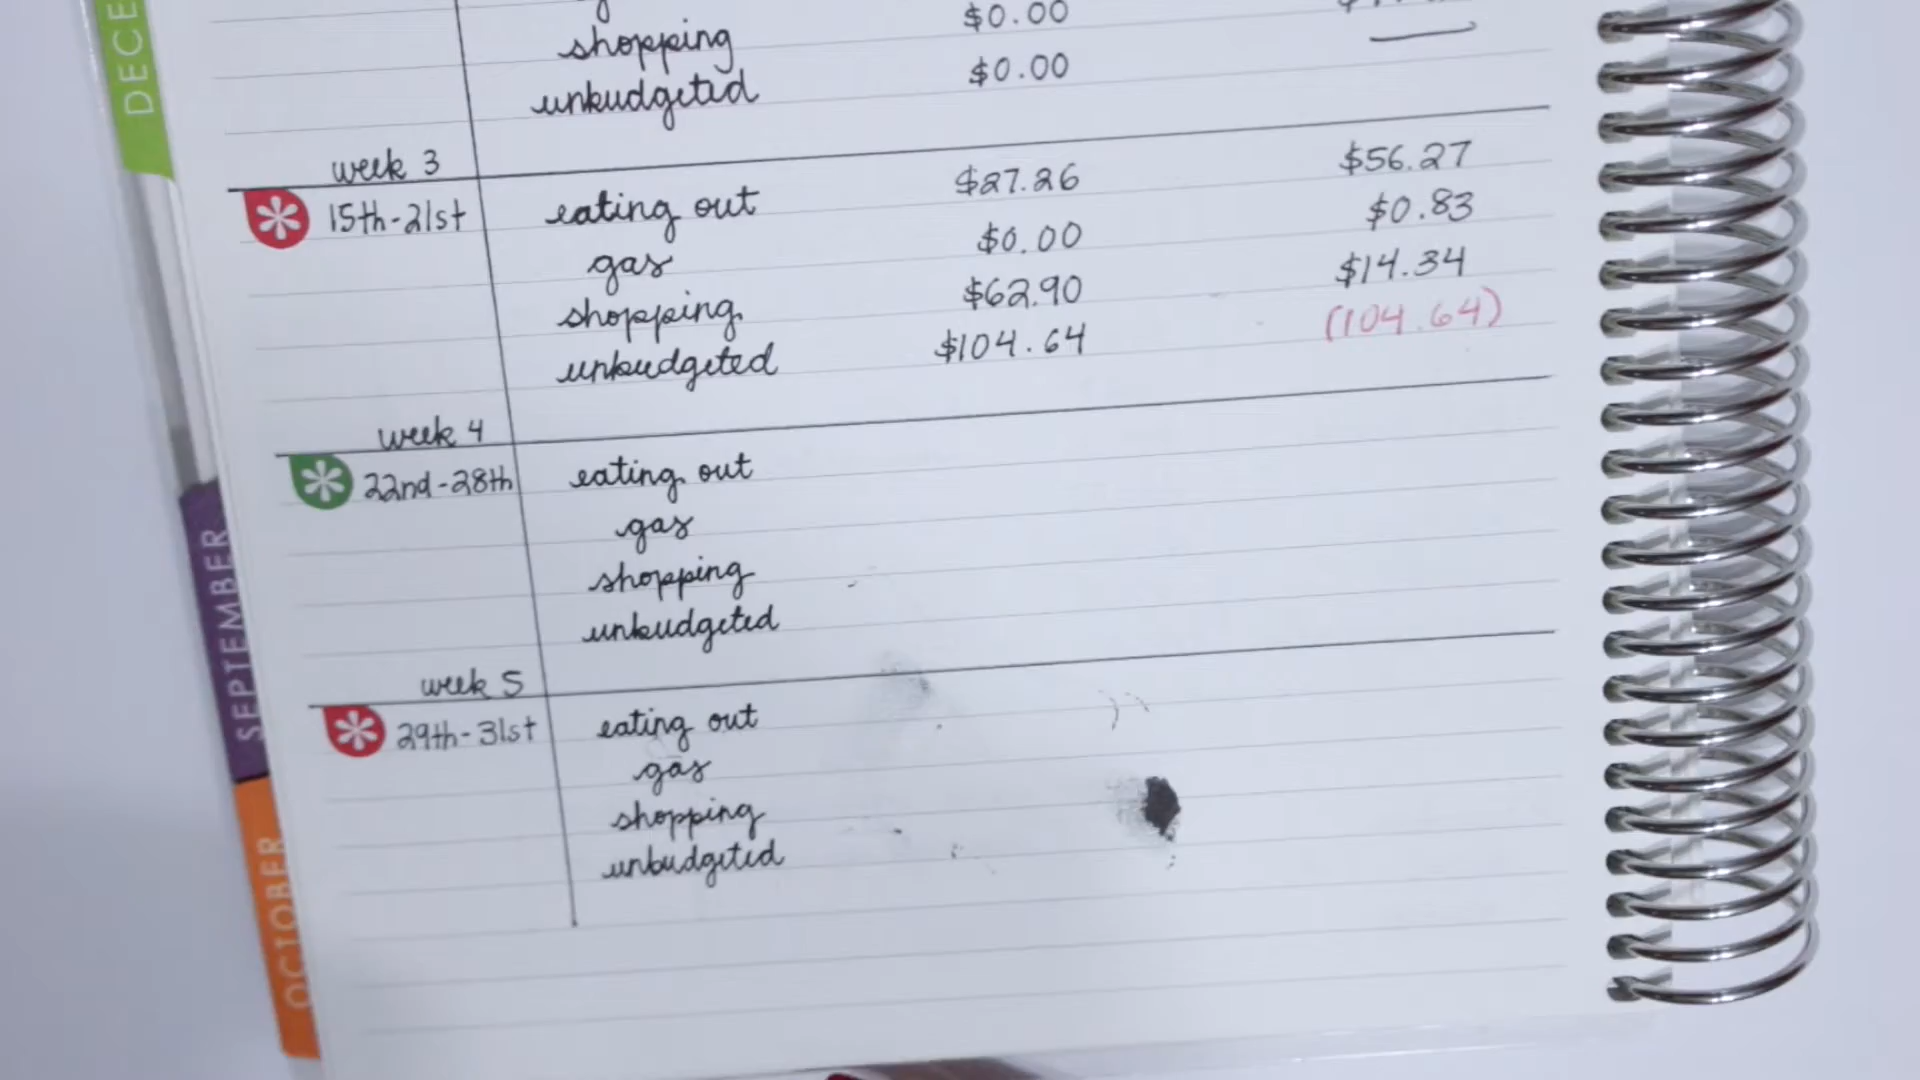 DECE
$0.00
shopping
unbudgeted $0.00
week 3
15th-21st eating out $27.26 $56.27
gas $0.00 $0.83
shopping $62.90 $14.34
unbudgeted $104.64 (104.64)
week 4
22nd-28th eating out
gas
shopping
unbudgeted
week 5
29th-31st eating out
gas
shopping
unbudgeted
SEPTEMBER
OCTOBER